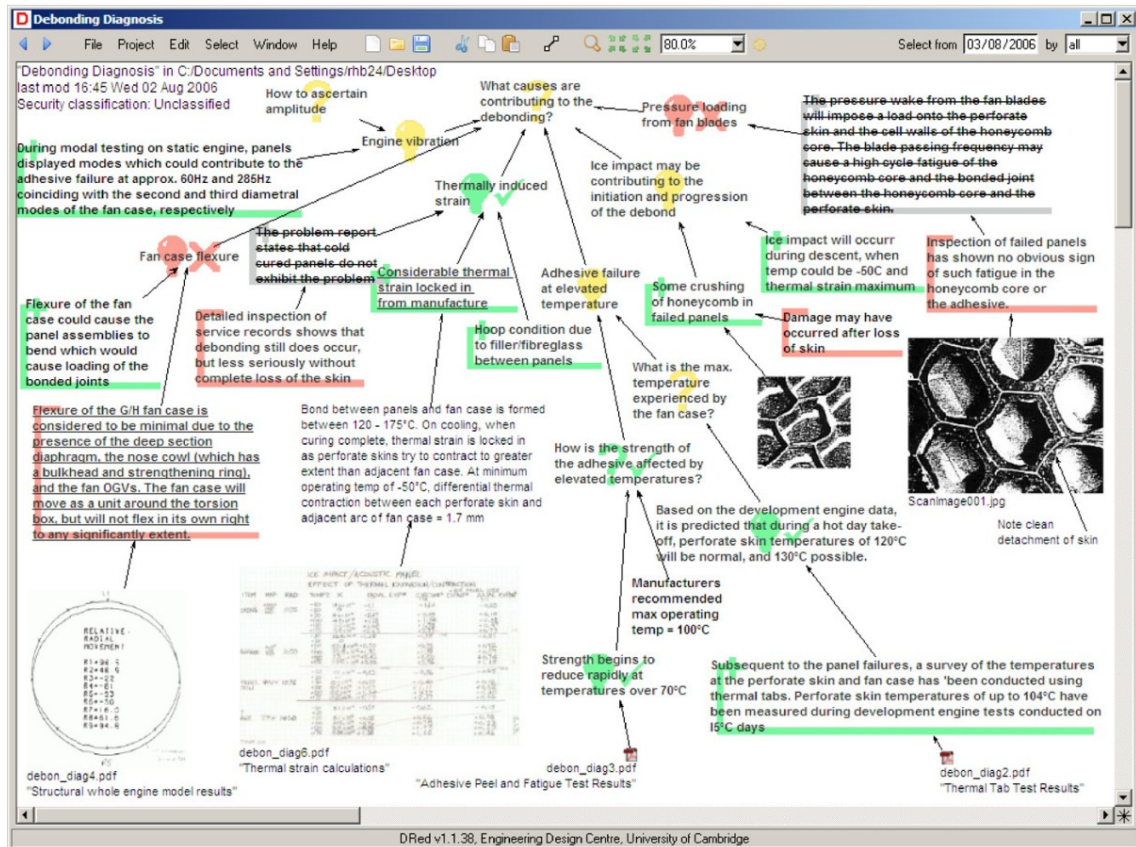 Debonding Diagnosis
File Project Edit Select Window Help
80.0%
Select from 03/08/2006 by all
"Debonding Diagnosis" in C:/Documents and Settings/rhb24/Desktop
last mod 16:45 Wed 02 Aug 2006
Security classification: Unclassified
How to ascertain
amplitude
What causes are
contributing to the
debonding?
Pressure loading
from fan blades
The pressure wake from the fan blades
will impose a load onto the perforate
skin and the cell walls of the honeycomb
core. The blade passing frequency may
cause a high cycle fatigue of the
honeycomb core and the bonded joint
between the honeycomb core and the
perforate skin.
Engine vibration
During modal testing on static engine, panels
displayed modes which could contribute to the
adhesive failure at approx. 60Hz and 285Hz
coinciding with the second and third diametral
modes of the fan case, respectively
Thermally induced
strain
Ice impact may be
contributing to the
initiation and progression
of the debond
Fan case flexure
The problem report
states that cold
cured panels do not
exhibit the problem
Considerable thermal
strain locked in
from manufacture
Adhesive failure
at elevated
temperature
Ice impact will occurr
during descent, when
temp could be -50C and
thermal strain maximum
Inspection of failed panels
has shown no obvious sign
of such fatigue in the
honeycomb core or
the adhesive.
Some crushing
of honeycomb in
failed panels
Damage may have
occurred after loss
of skin
Flexure of the fan
case could cause the
panel assemblies to
bend which would
cause loading of the
bonded joints
Detailed inspection of
service records shows that
debonding still does occur,
but less seriously without
complete loss of the skin
Hoop condition due
to filler/fibreglass
between panels
What is the max.
temperature
experienced by
the fan case?
Flexure of the G/H fan case is
considered to be minimal due to the
presence of the deep section
diaphragm, the nose cowl (which has
a bulkhead and strengthening ring),
and the fan OGVs. The fan case will
move as a unit around the torsion
box, but will not flex in its own right
to any significantly extent.
Bond between panels and fan case is formed
between 120 - 175°C. On cooling, when
curing complete, thermal strain is locked in
as perforate skins try to contract to greater
extent than adjacent fan case. At minimum
operating temp of -50°C, differential thermal
contraction between each perforate skin and
adjacent arc of fan case = 1.7 mm
How is the strength of
the adhesive affected by
elevated temperatures?
ScanImage001.jpg
Note clean
detachment of skin
Based on the development engine data,
it is predicted that during a hot day take-
off, perforate skin temperatures of 120°C
will be normal, and 130°C possible.
Manufacturers
recommended
max operating
temp = 100°C
Strength begins to
reduce rapidly at
temperatures over 70°C
Subsequent to the panel failures, a survey of the temperatures
at the perforate skin and fan case has 'been conducted using
thermal tabs. Perforate skin temperatures of up to 104°C have
been measured during development engine tests conducted on
I5°C days
RELATIVE
RADIAL
MOVEMENT
ICE IMPACT/ACOUSTIC PANEL
EFFECT OF THERMAL EXPANSION/CONTRACTION
debon_diag4.pdf
"Structural whole engine model results"
debon_diag6.pdf
"Thermal strain calculations"
debon_diag3.pdf
"Adhesive Peel and Fatigue Test Results"
debon_diag2.pdf
"Thermal Tab Test Results"
DRed v1.1.38, Engineering Design Centre, University of Cambridge